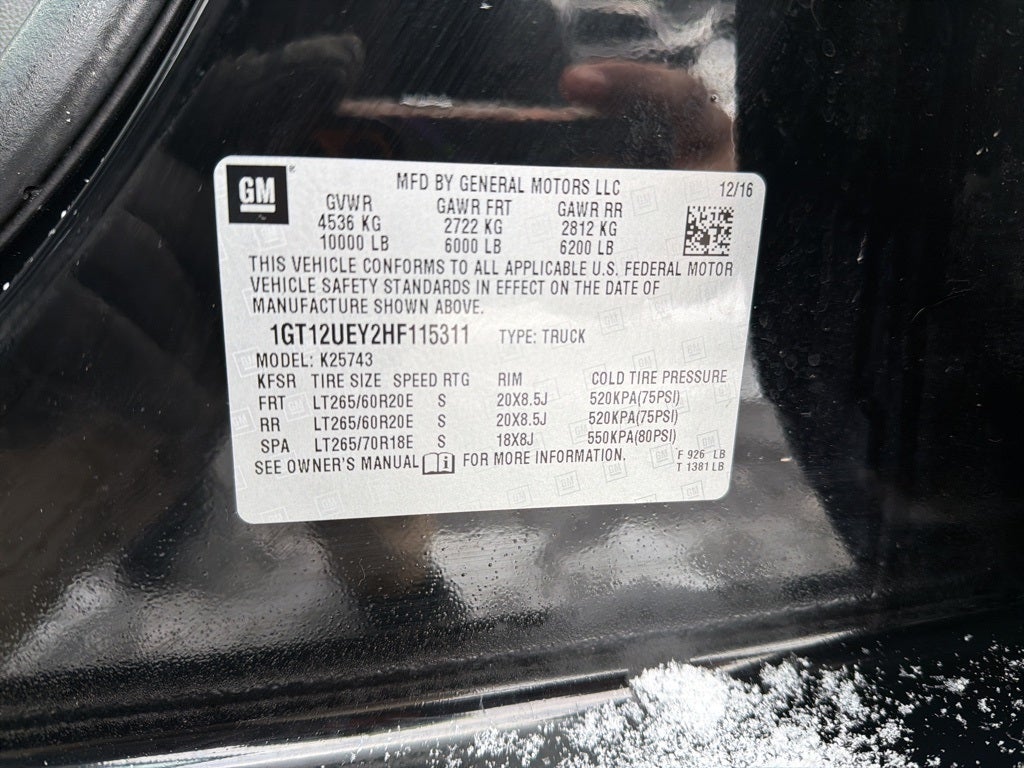 GM
MFD BY GENERAL MOTORS LLC 12/16
GVWR GAWR FRT GAWR RR
4536 KG 2722 KG 2812 KG
10000 LB 6000 LB 6200 LB
THIS VEHICLE CONFORMS TO ALL APPLICABLE U.S. FEDERAL MOTOR
VEHICLE SAFETY STANDARDS IN EFFECT ON THE DATE OF
MANUFACTURE SHOWN ABOVE.
1GT12UEY2HF115311 TYPE: TRUCK
MODEL: K25743
KFSR TIRE SIZE SPEED RTG RIM COLD TIRE PRESSURE
FRT LT265/60R20E S 20X8.5J 520KPA(75PSI)
RR LT265/60R20E S 20X8.5J 520KPA(75PSI)
SPA LT265/70R18E S 18X8J 550KPA(80PSI)
SEE OWNER'S MANUAL FOR MORE INFORMATION.
F 926 LB
T 1381 LB